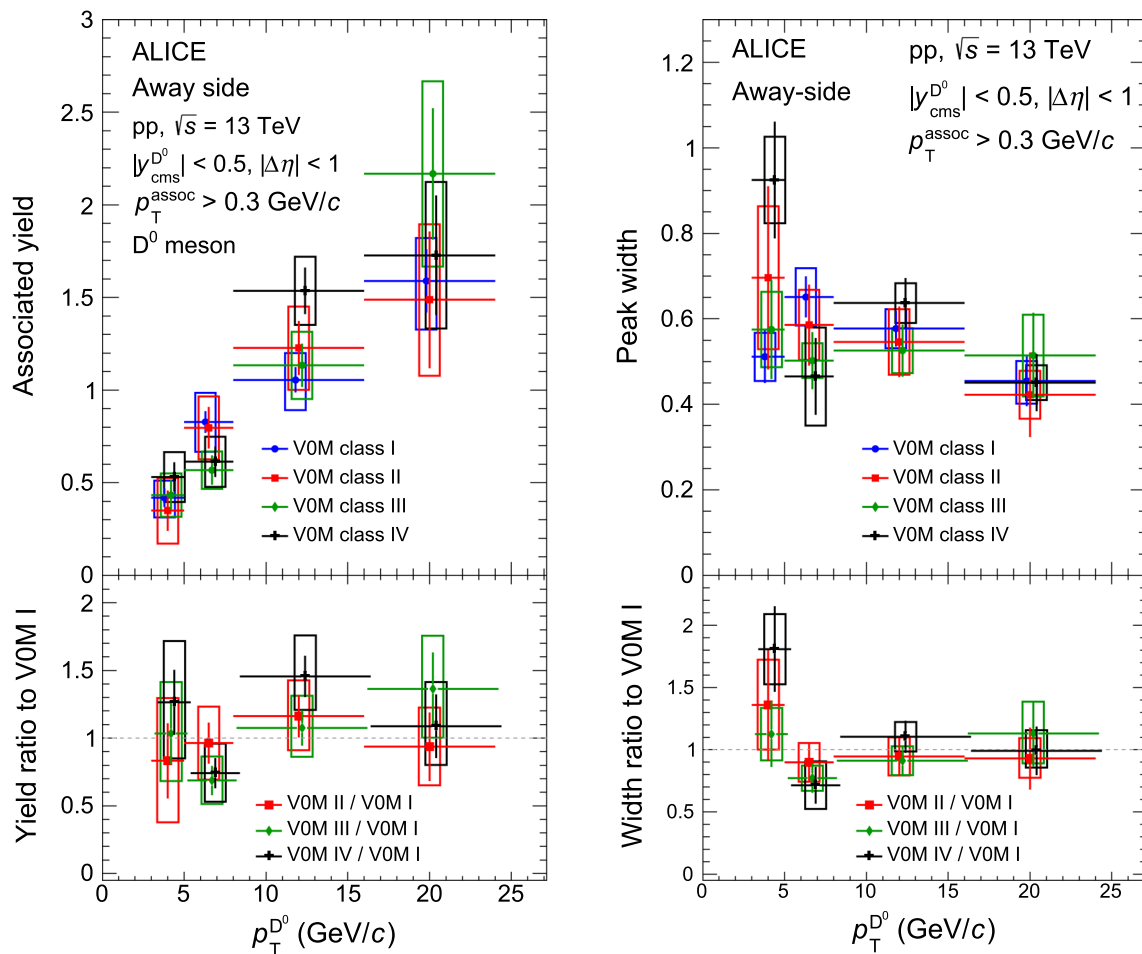 ALICE
Away side
pp, √s = 13 TeV
|y_cms^{D^0}| < 0.5, |Δη| < 1
p_T^assoc > 0.3 GeV/c
D^0 meson
Associated yield
3
2.5
2
1.5
1
0.5
0
V0M class I
V0M class II
V0M class III
V0M class IV
Yield ratio to V0M I
2
1.5
1
0.5
0
V0M II / V0M I
V0M III / V0M I
V0M IV / V0M I
0 5 10 15 20 25
p_T^{D^0} (GeV/c)
ALICE
Away-side
pp, √s = 13 TeV
|y_cms^{D^0}| < 0.5, |Δη| < 1
p_T^assoc > 0.3 GeV/c
Peak width
1.2
1
0.8
0.6
0.4
0.2
0
V0M class I
V0M class II
V0M class III
V0M class IV
Width ratio to V0M I
2
1.5
1
0.5
0
V0M II / V0M I
V0M III / V0M I
V0M IV / V0M I
0 5 10 15 20 25
p_T^{D^0} (GeV/c)